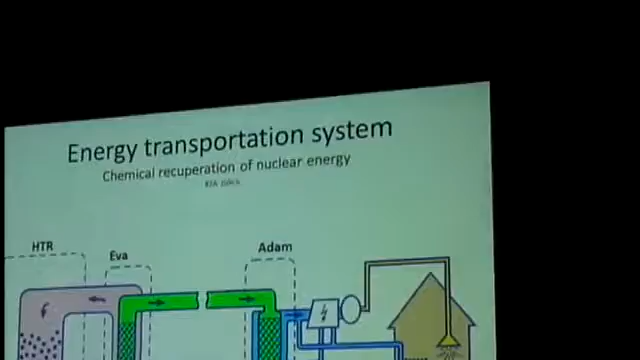 Energy transportation system
Chemical recuperation of nuclear energy
HTR
Eva
Adam